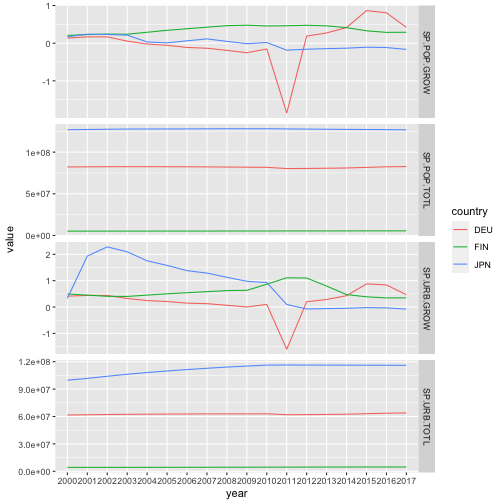 1
0
-1
SP.POP.GROW
1e+08
5e+07
0e+00
SP.POP.TOTL
value
2
1
0
-1
SP.URB.GROW
1.2e+08
9.0e+07
6.0e+07
3.0e+07
0.0e+00
SP.URB.TOTL
2000 2001 2002 2003 2004 2005 2006 2007 2008 2009 2010 2011 2012 2013 2014 2015 2016 2017
year
country
DEU
FIN
JPN